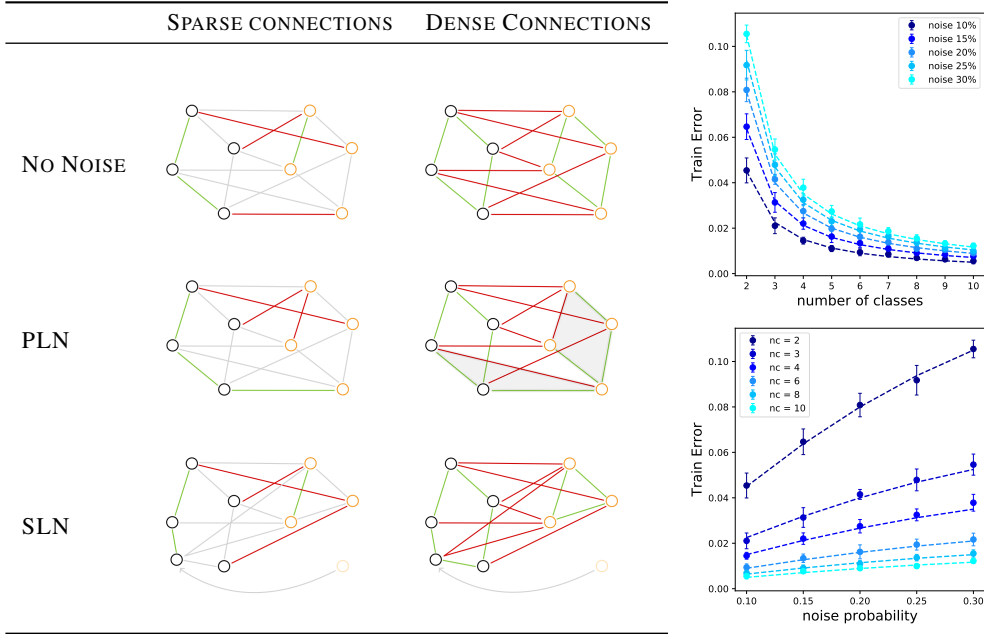 SPARSE CONNECTIONS DENSE CONNECTIONS
NO NOISE
PLN
SLN
0.10
0.08
0.06
0.04
0.02
0.00
Train Error
noise 10%
noise 15%
noise 20%
noise 25%
noise 30%
2 3 4 5 6 7 8 9 10
number of classes
0.10
0.08
0.06
0.04
0.02
0.00
Train Error
nc = 2
nc = 3
nc = 4
nc = 6
nc = 8
nc = 10
0.10 0.15 0.20 0.25 0.30
noise probability